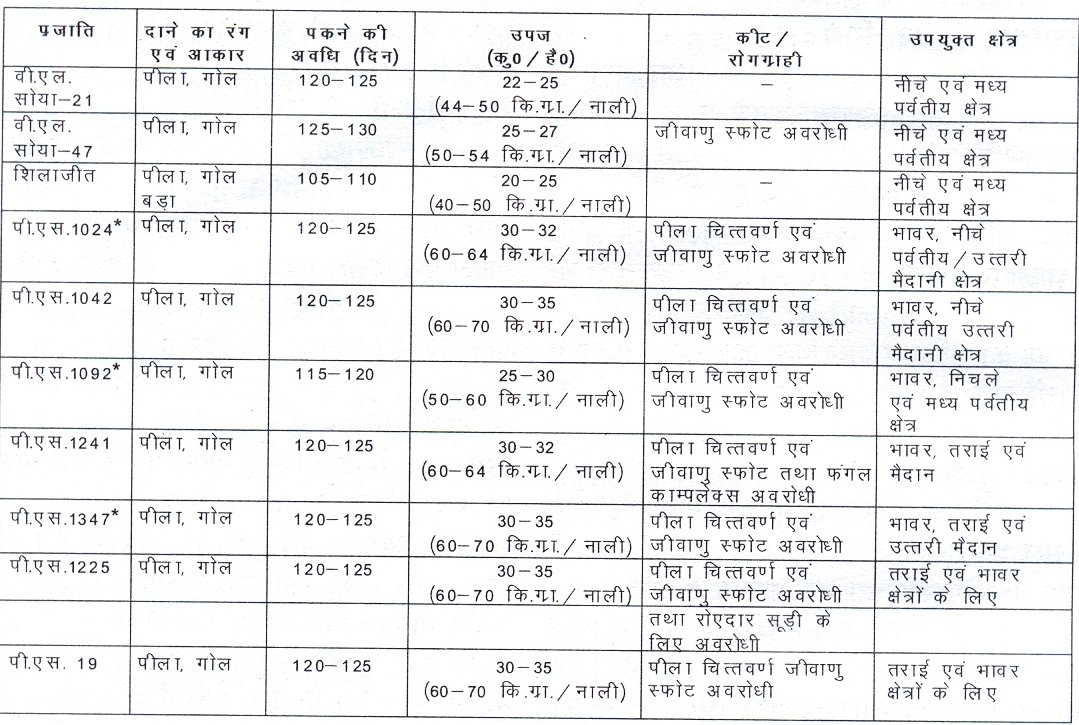 प्रजाति | दाने का रंग एवं आकार | पकने की अवधि (दिन) | उपज (कु0/है0) | कीट/ रोगग्राही | उपयुक्त क्षेत्र
वी.एल. सोया–21 | पीला, गोल | 120–125 | 22–25 (44–50 कि.ग्रा./नाली) | – | नीचे एवं मध्य पर्वतीय क्षेत्र
वी.एल. सोया–47 | पीला, गोल | 125–130 | 25–27 (50–54 कि.ग्रा./नाली) | जीवाणु स्फोट अवरोधी | नीचे एवं मध्य पर्वतीय क्षेत्र
शिलाजीत | पीला, गोल बड़ा | 105–110 | 20–25 (40–50 कि.ग्रा./नाली) | – | नीचे एवं मध्य पर्वतीय क्षेत्र
पी.एस.1024* | पीला, गोल | 120–125 | 30–32 (60–64 कि.ग्रा./नाली) | पीला चित्तवर्ण एवं जीवाणु स्फोट अवरोधी | भावर, नीचे पर्वतीय/उत्तरी मैदानी क्षेत्र
पी.एस.1042 | पीला, गोल | 120–125 | 30–35 (60–70 कि.ग्रा./नाली) | पीला चित्तवर्ण एवं जीवाणु स्फोट अवरोधी | भावर, नीचे पर्वतीय उत्तरी मैदानी क्षेत्र
पी.एस.1092* | पीला, गोल | 115–120 | 25–30 (50–60 कि.ग्रा./नाली) | पीला चित्तवर्ण एवं जीवाणु स्फोट अवरोधी | भावर, निचले एवं मध्य पर्वतीय क्षेत्र
पी.एस.1241 | पीला, गोल | 120–125 | 30–32 (60–64 कि.ग्रा./नाली) | पीला चित्तवर्ण एवं जीवाणु स्फोट तथा फंगल काम्पलेक्स अवरोधी | भावर, तराई एवं मैदान
पी.एस.1347* | पीला, गोल | 120–125 | 30–35 (60–70 कि.ग्रा./नाली) | पीला चित्तवर्ण एवं जीवाणु स्फोट अवरोधी | भावर, तराई एवं उत्तरी मैदान
पी.एस.1225 | पीला, गोल | 120–125 | 30–35 (60–70 कि.ग्रा./नाली) | पीला चित्तवर्ण एवं जीवाणु स्फोट अवरोधी | तराई एवं भावर क्षेत्रों के लिए
तथा रोएदार सूड़ी के लिए अवरोधी
पी.एस. 19 | पीला, गोल | 120–125 | 30–35 (60–70 कि.ग्रा./नाली) | पीला चित्तवर्ण जीवाणु स्फोट अवरोधी | तराई एवं भावर क्षेत्रों के लिए